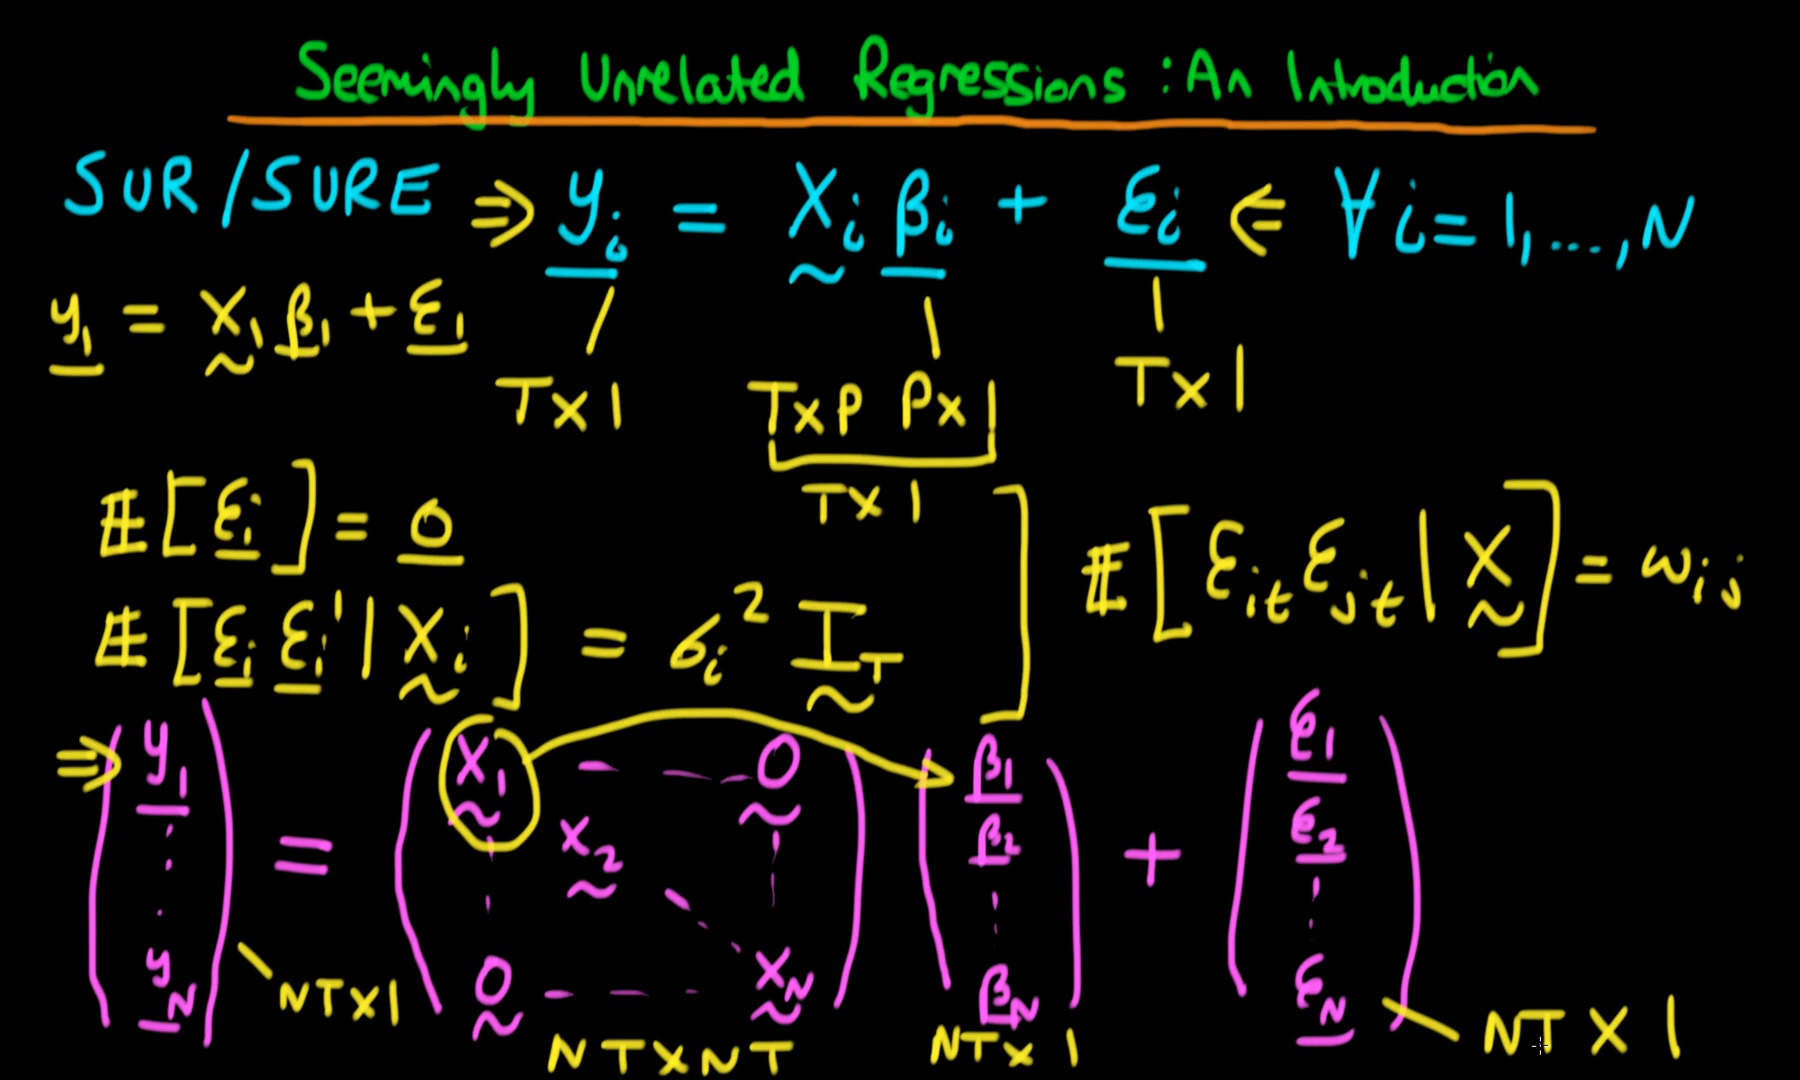 Seemingly Unrelated Regressions : An Introduction
SUR/SURE ⇒ y_i = X_i β_i + ε_i ⇐ ∀ i = 1, ..., N
y_1 = X_1 β_1 + ε_1
T x 1 T x P P x 1 T x 1
T x 1
E[ε_i] = 0
E[ε_i ε_i' | X_i] = σ_i² I_T ] E[ε_it ε_jt | X] = ω_ij
⇒ ( y_1 ⋮ y_N ) = ( X_1 - - - 0 X_2 0 - - - X_N ) ( β_1 β_2 ⋮ β_N ) + ( ε_1 ε_2 ⋮ ε_N )
NT x 1 NT x NT NT x 1 NT x 1